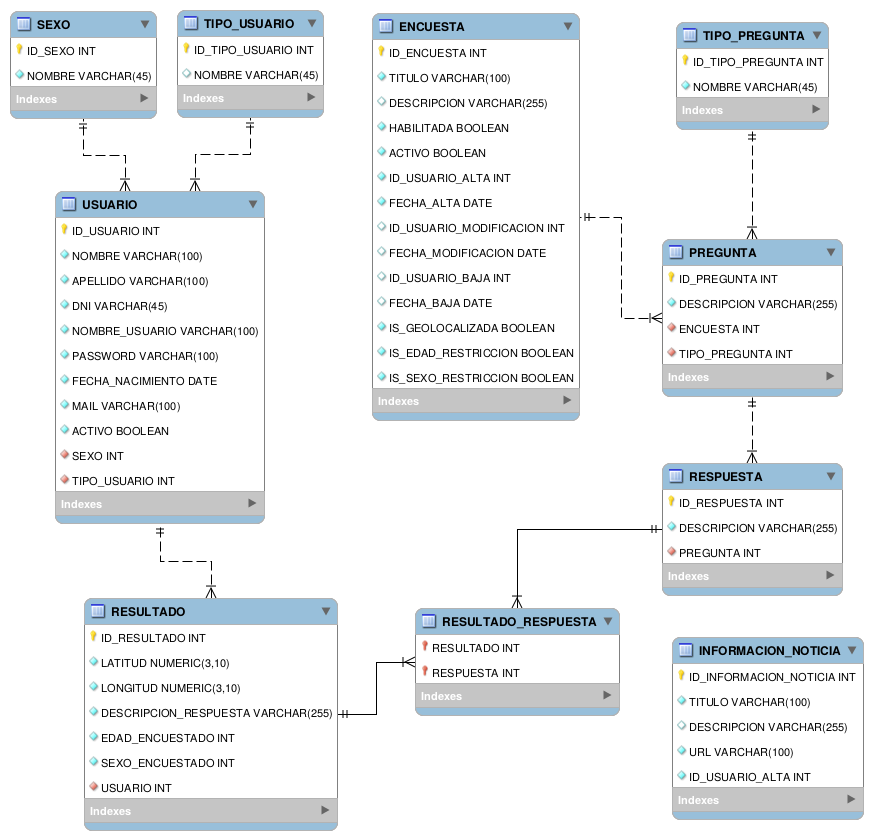 SEXO
ID_SEXO INT
NOMBRE VARCHAR(45)
Indexes
TIPO_USUARIO
ID_TIPO_USUARIO INT
NOMBRE VARCHAR(45)
Indexes
ENCUESTA
ID_ENCUESTA INT
TITULO VARCHAR(100)
DESCRIPCION VARCHAR(255)
HABILITADA BOOLEAN
ACTIVO BOOLEAN
ID_USUARIO_ALTA INT
FECHA_ALTA DATE
ID_USUARIO_MODIFICACION INT
FECHA_MODIFICACION DATE
ID_USUARIO_BAJA INT
FECHA_BAJA DATE
IS_GEOLOCALIZADA BOOLEAN
IS_EDAD_RESTRICCION BOOLEAN
IS_SEXO_RESTRICCION BOOLEAN
Indexes
TIPO_PREGUNTA
ID_TIPO_PREGUNTA INT
NOMBRE VARCHAR(45)
Indexes
USUARIO
ID_USUARIO INT
NOMBRE VARCHAR(100)
APELLIDO VARCHAR(100)
DNI VARCHAR(45)
NOMBRE_USUARIO VARCHAR(100)
PASSWORD VARCHAR(100)
FECHA_NACIMIENTO DATE
MAIL VARCHAR(100)
ACTIVO BOOLEAN
SEXO INT
TIPO_USUARIO INT
Indexes
PREGUNTA
ID_PREGUNTA INT
DESCRIPCION VARCHAR(255)
ENCUESTA INT
TIPO_PREGUNTA INT
Indexes
RESPUESTA
ID_RESPUESTA INT
DESCRIPCION VARCHAR(255)
PREGUNTA INT
Indexes
RESULTADO
ID_RESULTADO INT
LATITUD NUMERIC(3,10)
LONGITUD NUMERIC(3,10)
DESCRIPCION_RESPUESTA VARCHAR(255)
EDAD_ENCUESTADO INT
SEXO_ENCUESTADO INT
USUARIO INT
Indexes
RESULTADO_RESPUESTA
RESULTADO INT
RESPUESTA INT
Indexes
INFORMACION_NOTICIA
ID_INFORMACION_NOTICIA INT
TITULO VARCHAR(100)
DESCRIPCION VARCHAR(255)
URL VARCHAR(100)
ID_USUARIO_ALTA INT
Indexes